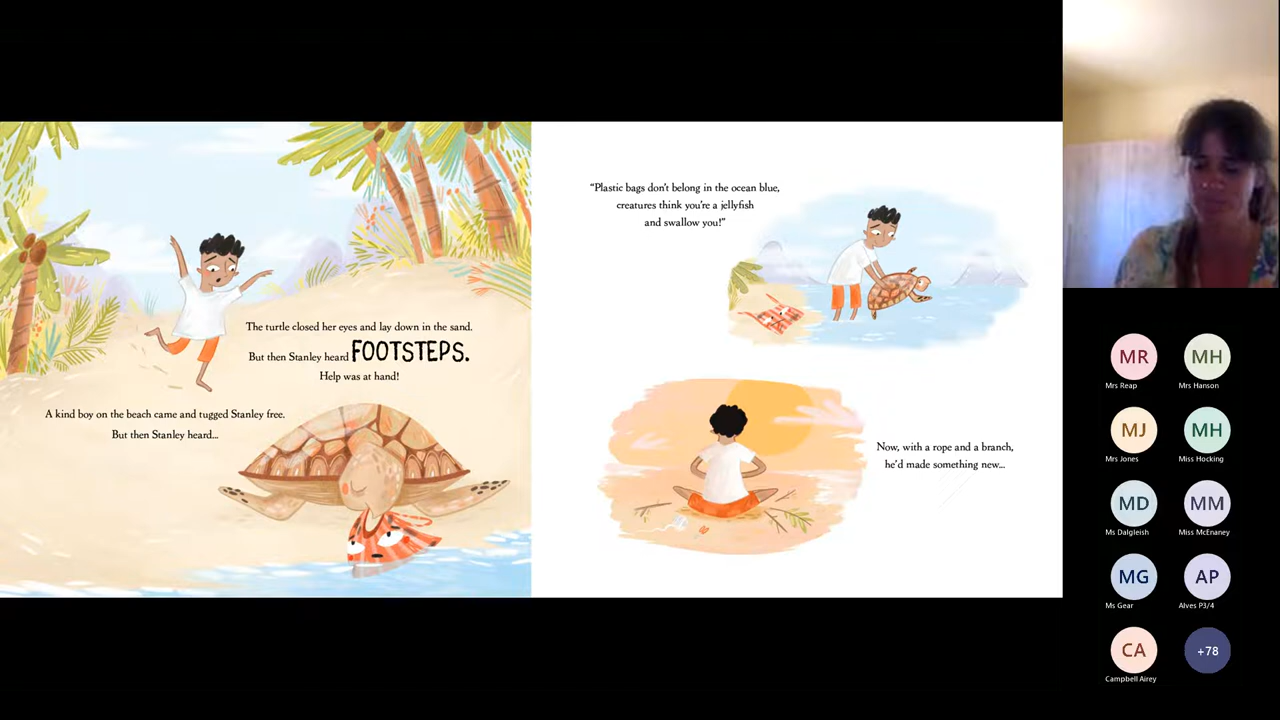 The turtle closed her eyes and lay down in the sand.
But then Stanley heard FOOTSTEPS.
Help was at hand!
A kind boy on the beach came and tugged Stanley free.
But then Stanley heard...
“Plastic bags don’t belong in the ocean blue,
creatures think you’re a jellyfish
and swallow you!”
Now, with a rope and a branch,
he’d made something new...
MR
Mrs Reap
MH
Mrs Hanson
MJ
Mrs Jones
MH
Miss Hocking
MD
Ms Dalgleish
MM
Miss McEnaney
MG
Ms Gear
AP
Alves P3/4
CA
Campbell Airey
+78